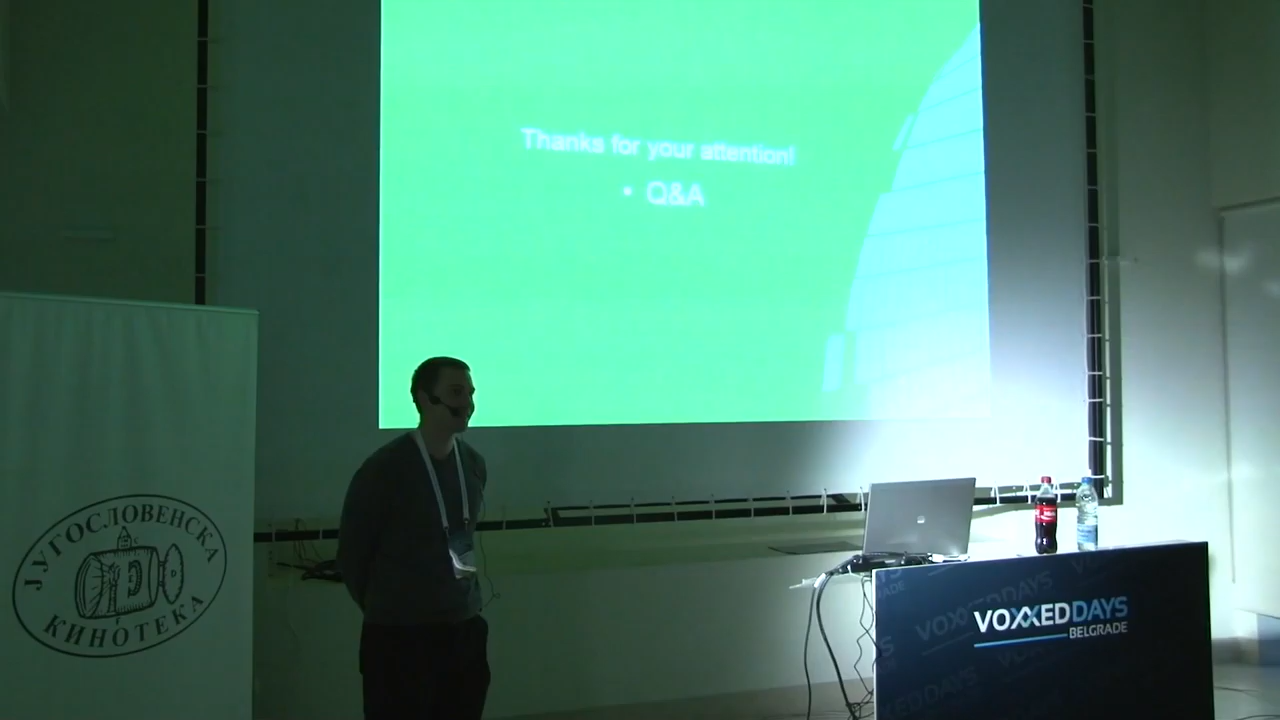 Thanks for your attention!
• Q&A
ЈУГОСЛОВЕНСКА
КИНОТЕКА
VOXXEDDAYS
BELGRADE